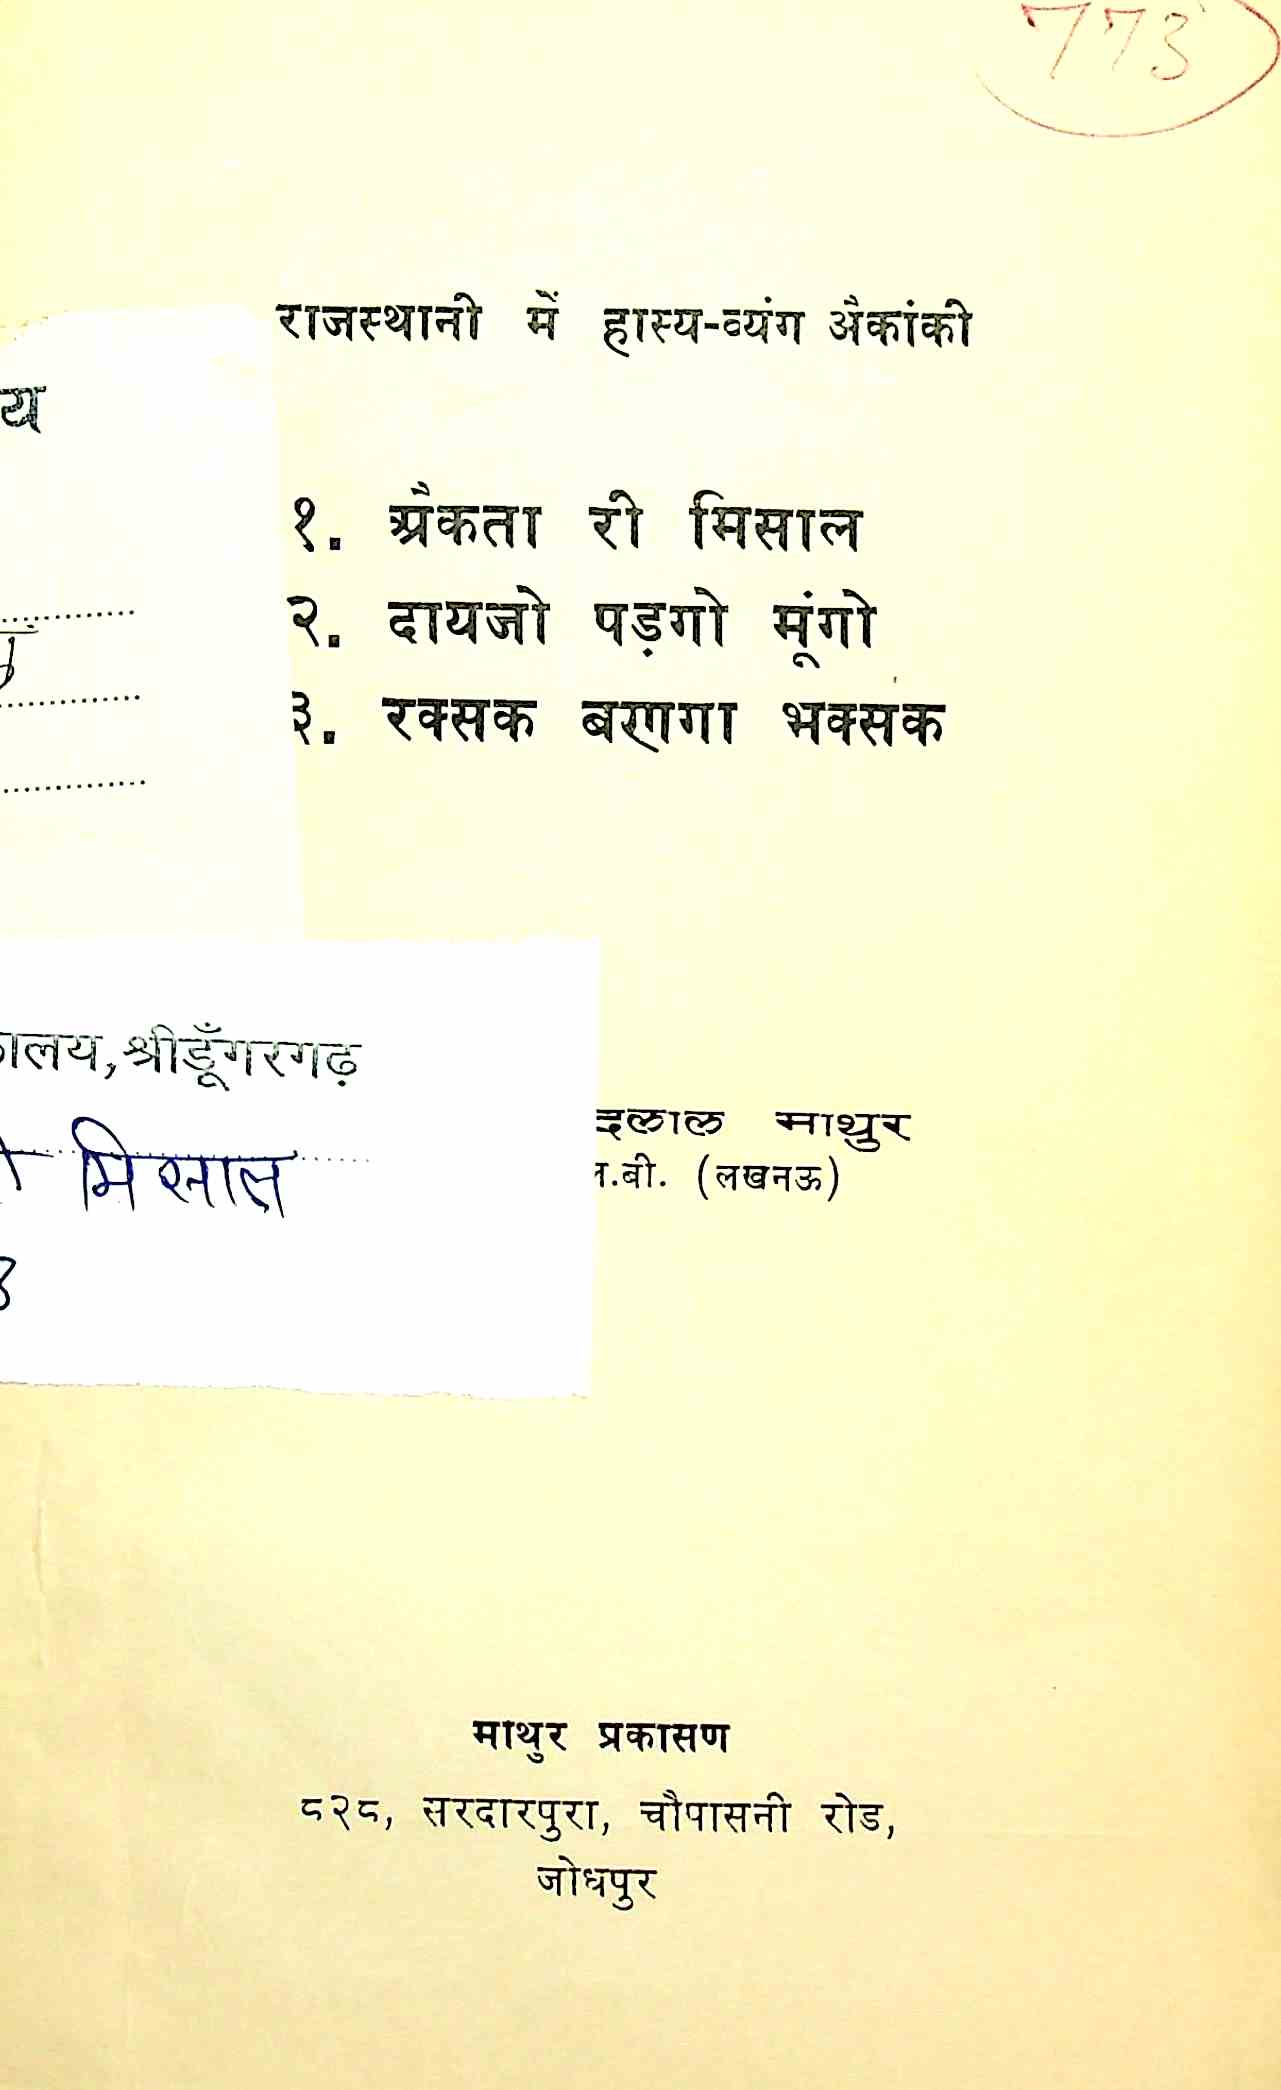 773
राजस्थानी में हास्य-व्यंग अैकांकी
य
१. अैकता री मिसाल
२. दायजो पड़गो मूंगो
३. रक्सक बणगा भक्सक
ालय, श्रीडूँगरगढ़
दलाल माथुर
मिसाल
.बी. (लखनऊ)
माथुर प्रकासण
८२८, सरदारपुरा, चौपासनी रोड,
जोधपुर